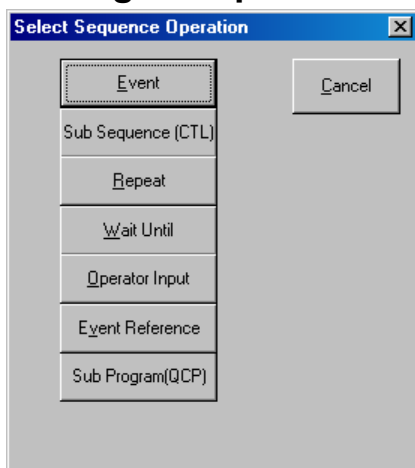 Select Sequence Operation
Event
Cancel
Sub Sequence (CTL)
Repeat
Wait Until
Operator Input
Event Reference
Sub Program(QCP)